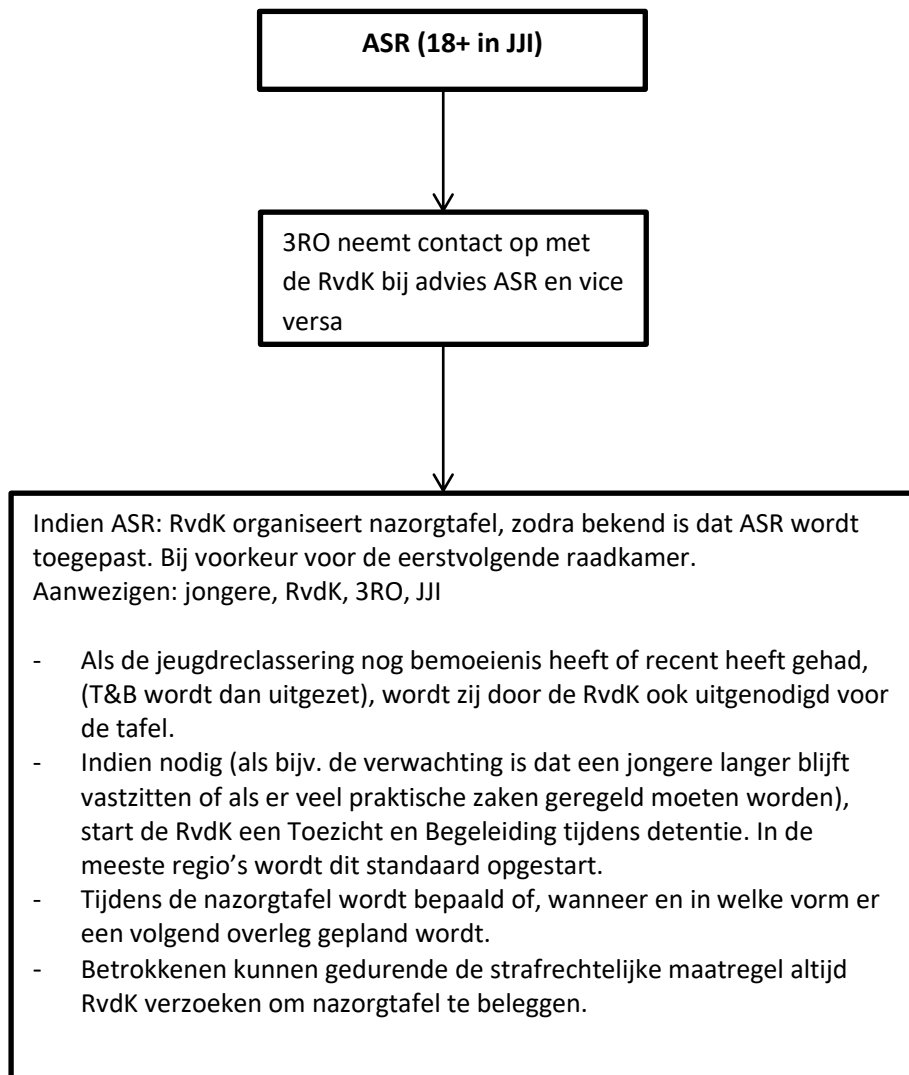 ASR (18+ in JJI)
3RO neemt contact op met
de RvdK bij advies ASR en vice
versa
Indien ASR: RvdK organiseert nazorgtafel, zodra bekend is dat ASR wordt
toegepast. Bij voorkeur voor de eerstvolgende raadkamer.
Aanwezigen: jongere, RvdK, 3RO, JJI
- Als de jeugdreclassering nog bemoeienis heeft of recent heeft gehad,
(T&B wordt dan uitgezet), wordt zij door de RvdK ook uitgenodigd voor
de tafel.
- Indien nodig (als bijv. de verwachting is dat een jongere langer blijft
vastzitten of als er veel praktische zaken geregeld moeten worden),
start de RvdK een Toezicht en Begeleiding tijdens detentie. In de
meeste regio’s wordt dit standaard opgestart.
- Tijdens de nazorgtafel wordt bepaald of, wanneer en in welke vorm er
een volgend overleg gepland wordt.
- Betrokkenen kunnen gedurende de strafrechtelijke maatregel altijd
RvdK verzoeken om nazorgtafel te beleggen.